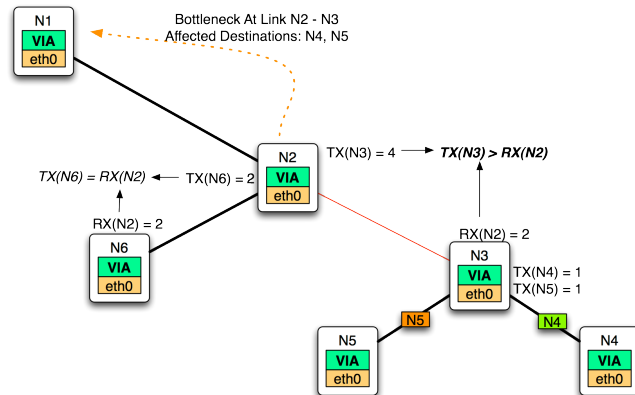 N1
VIA
eth0
Bottleneck At Link N2 - N3
Affected Destinations: N4, N5
N2
VIA
eth0
TX(N3) = 4
TX(N3) > RX(N2)
TX(N6) = RX(N2)
TX(N6) = 2
RX(N2) = 2
N6
VIA
eth0
RX(N2) = 2
N3
VIA
eth0
TX(N4) = 1
TX(N5) = 1
N5
N4
N5
VIA
eth0
N4
VIA
eth0